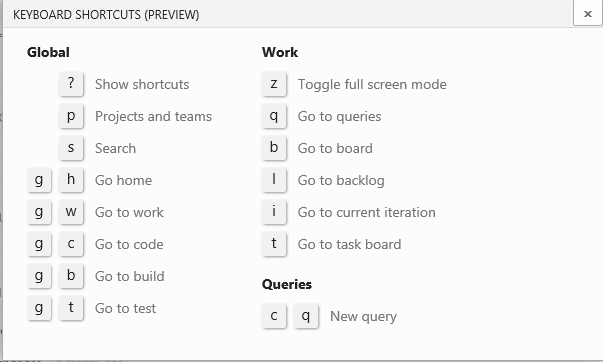 KEYBOARD SHORTCUTS (PREVIEW)
×
Global
? Show shortcuts
p Projects and teams
s Search
g h Go home
g w Go to work
g c Go to code
g b Go to build
g t Go to test
Work
z Toggle full screen mode
q Go to queries
b Go to board
l Go to backlog
i Go to current iteration
t Go to task board
Queries
c q New query